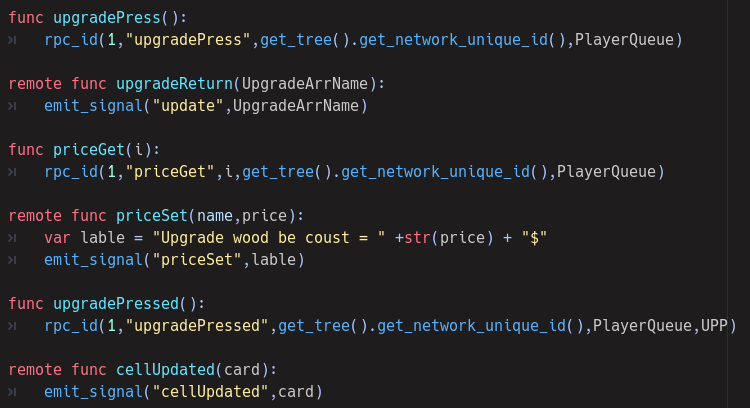 func upgradePress():
rpc_id(1,"upgradPress",get_tree().get_network_unique_id(),PlayerQueue)
remote func upgradeReturn(UpgradeArrName):
emit_signal("update",UpgradeArrName)
func priceGet(i):
rpc_id(1,"priceGet",i,get_tree().get_network_unique_id(),PlayerQueue)
remote func priceSet(name,price):
var lable = "Upgrade wood be coust = " +str(price) + "$"
emit_signal("priceSet",lable)
func upgradePressed():
rpc_id(1,"upgradPressed",get_tree().get_network_unique_id(),PlayerQueue,UPP)
remote func cellUpdated(card):
emit_signal("cellUpdated",card)